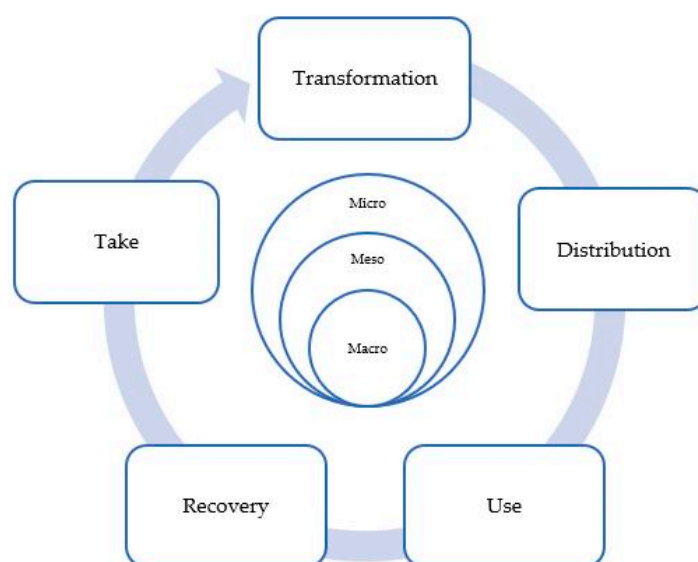 Transformation
Micro
Take
Distribution
Meso
Macro
Recovery
Use